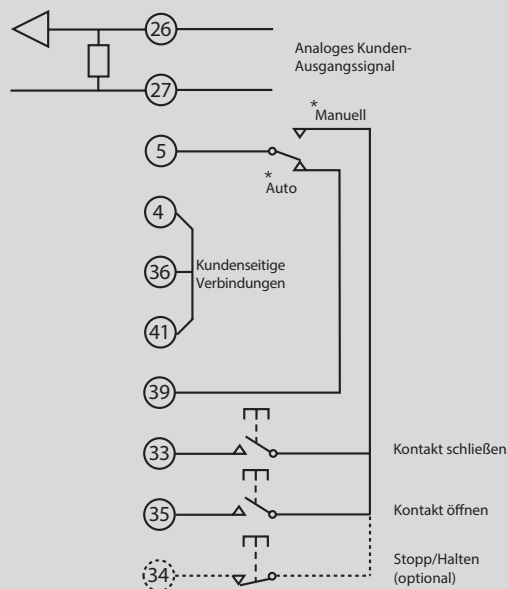 26
Analoges Kunden-
Ausgangssignal
27
*Manuell
5
*Auto
4
36
Kundenseitige
Verbindungen
41
39
33
Kontakt schließen
35
Kontakt öffnen
34
Stopp/Halten
(optional)